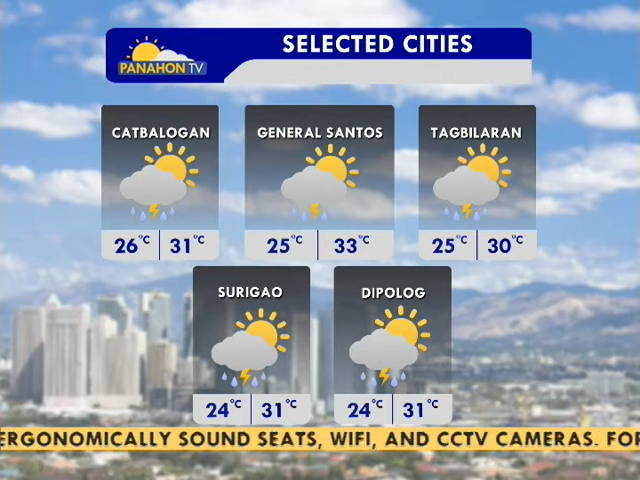 SELECTED CITIES
PANAHON TV
CATBALOGAN
26°C 31°C
GENERAL SANTOS
25°C 33°C
TAGBILARAN
25°C 30°C
SURIGAO
24°C 31°C
DIPOLOG
24°C 31°C
ERGONOMICALLY SOUND SEATS, WIFI, AND CCTV CAMERAS. FOR